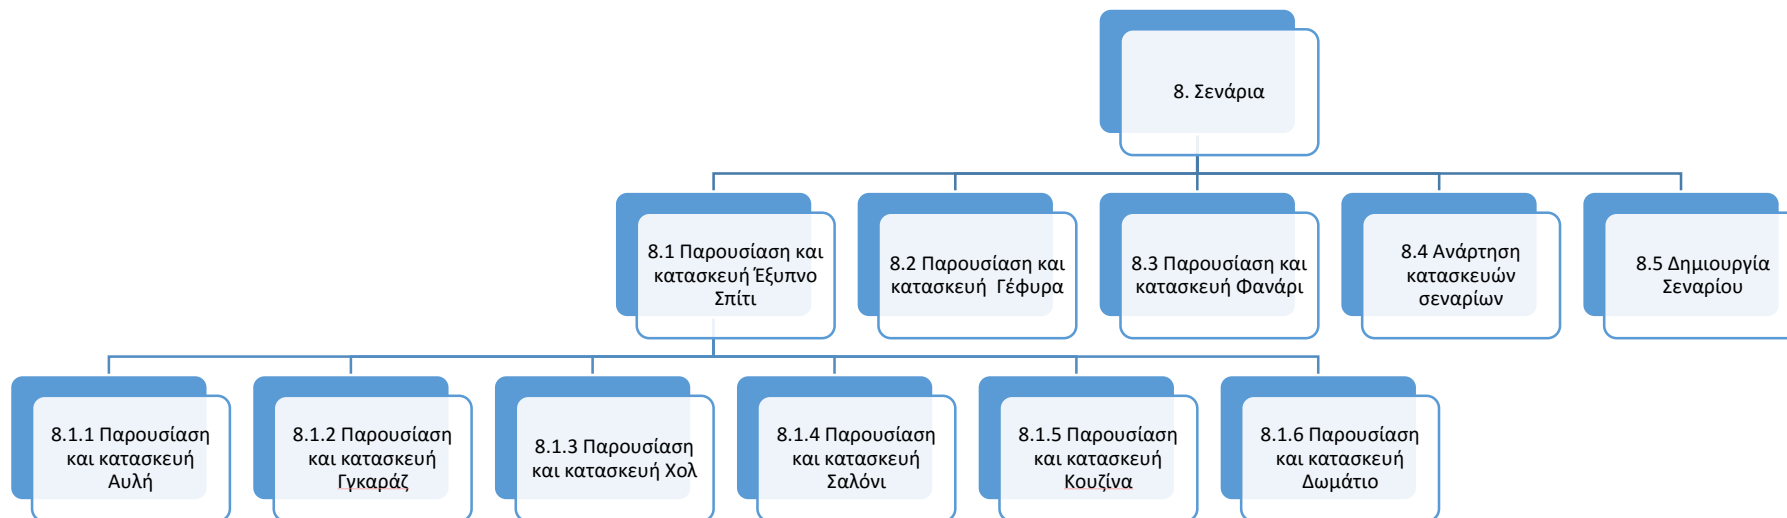 8. Σενάρια
8.1 Παρουσίαση και
κατασκευή Έξυπνο
Σπίτι
8.2 Παρουσίαση και
κατασκευή  Γέφυρα
8.3 Παρουσίαση και
κατασκευή Φανάρι
8.4 Ανάρτηση
κατασκευών
σεναρίων
8.5 Δημιουργία
Σεναρίου
8.1.1 Παρουσίαση
και κατασκευή
Αυλή
8.1.2 Παρουσίαση
και κατασκευή
Γγκαράζ
8.1.3 Παρουσίαση
και κατασκευή Χολ
8.1.4 Παρουσίαση
και κατασκευή
Σαλόνι
8.1.5 Παρουσίαση
και κατασκευή
Κουζίνα
8.1.6 Παρουσίαση
και κατασκευή
Δωμάτιο